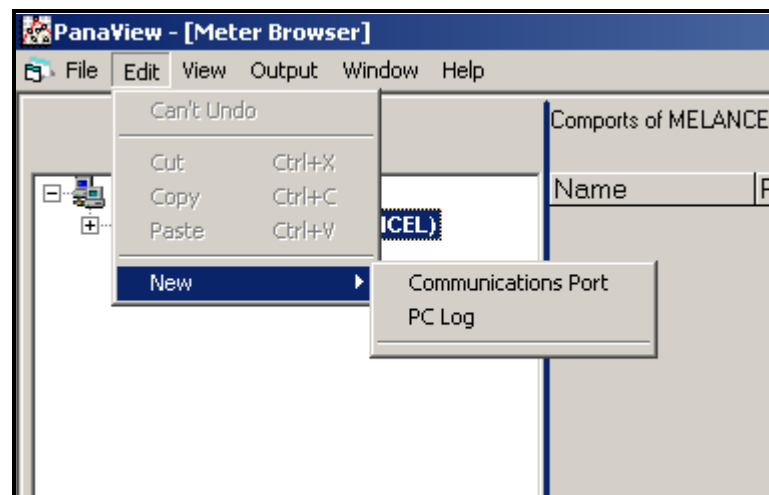 PanaView - [Meter Browser]
File Edit View Output Window Help
Can't Undo
Comports of MELANCE
Cut Ctrl+X
Name
Copy Ctrl+C
Paste Ctrl+V
ICEL)
New
Communications Port
PC Log